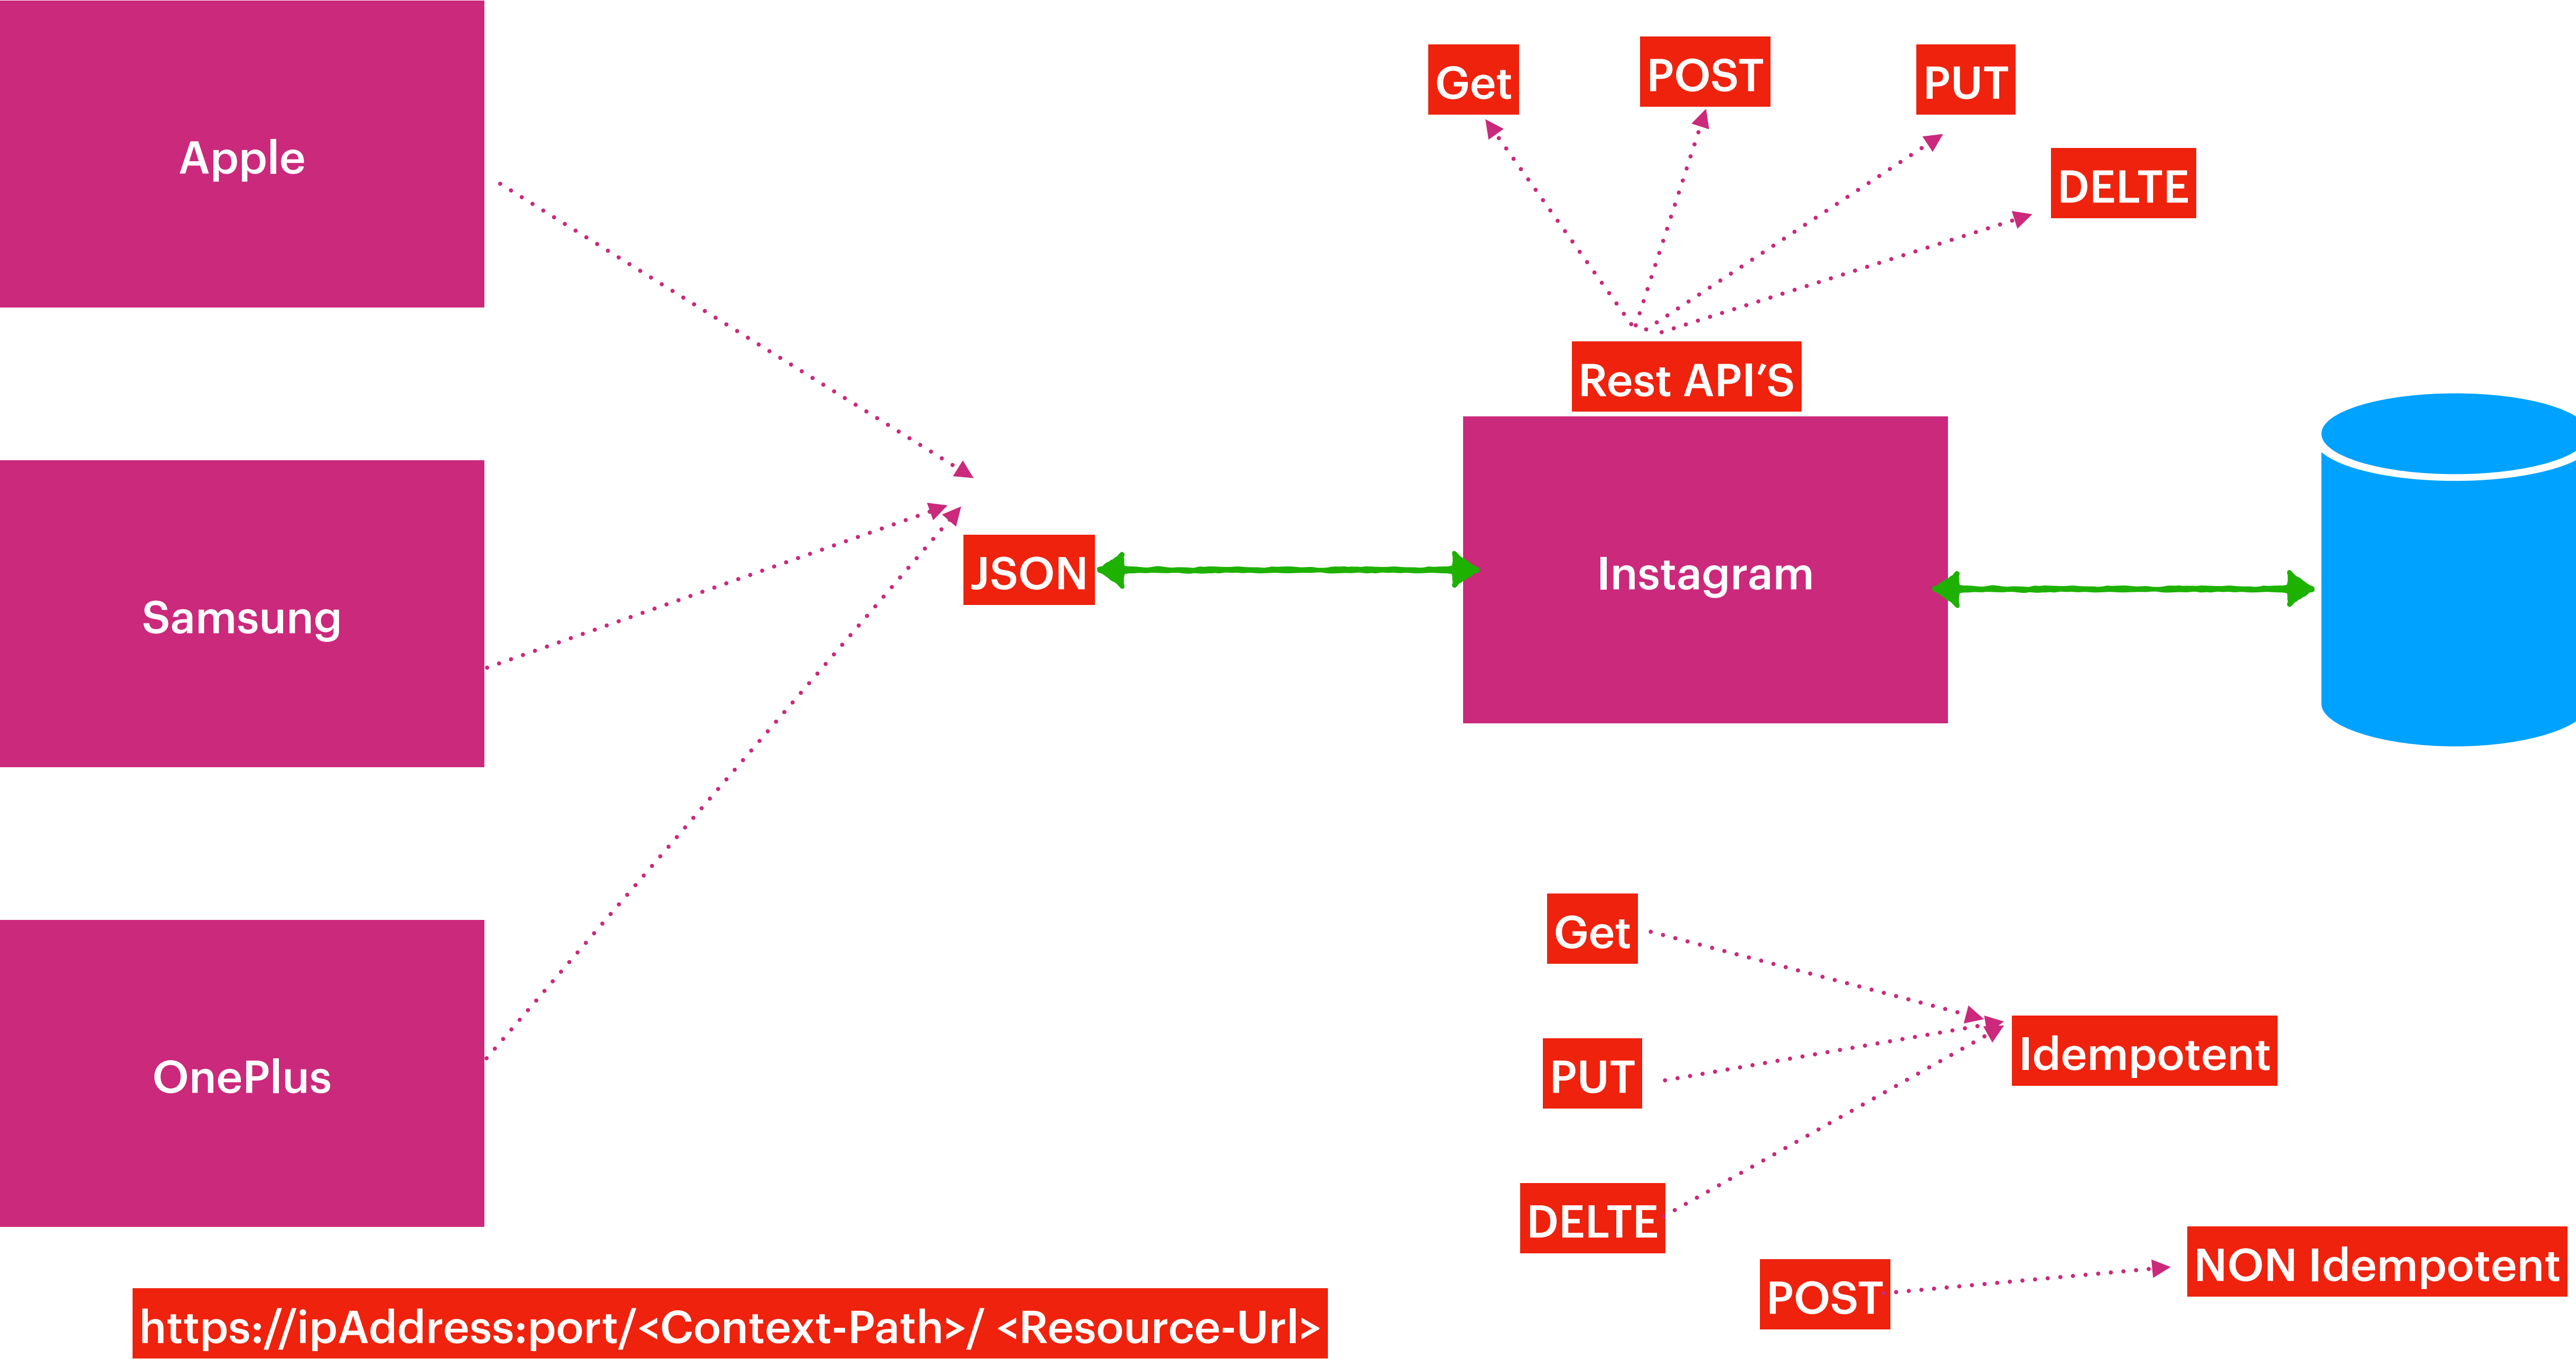 Apple
Samsung
OnePlus
JSON
Get
POST
PUT
DELTE
Rest API’S
Instagram
Get
PUT
DELTE
POST
Idempotent
NON Idempotent
https://ipAddress:port/<Context-Path>/ <Resource-Url>